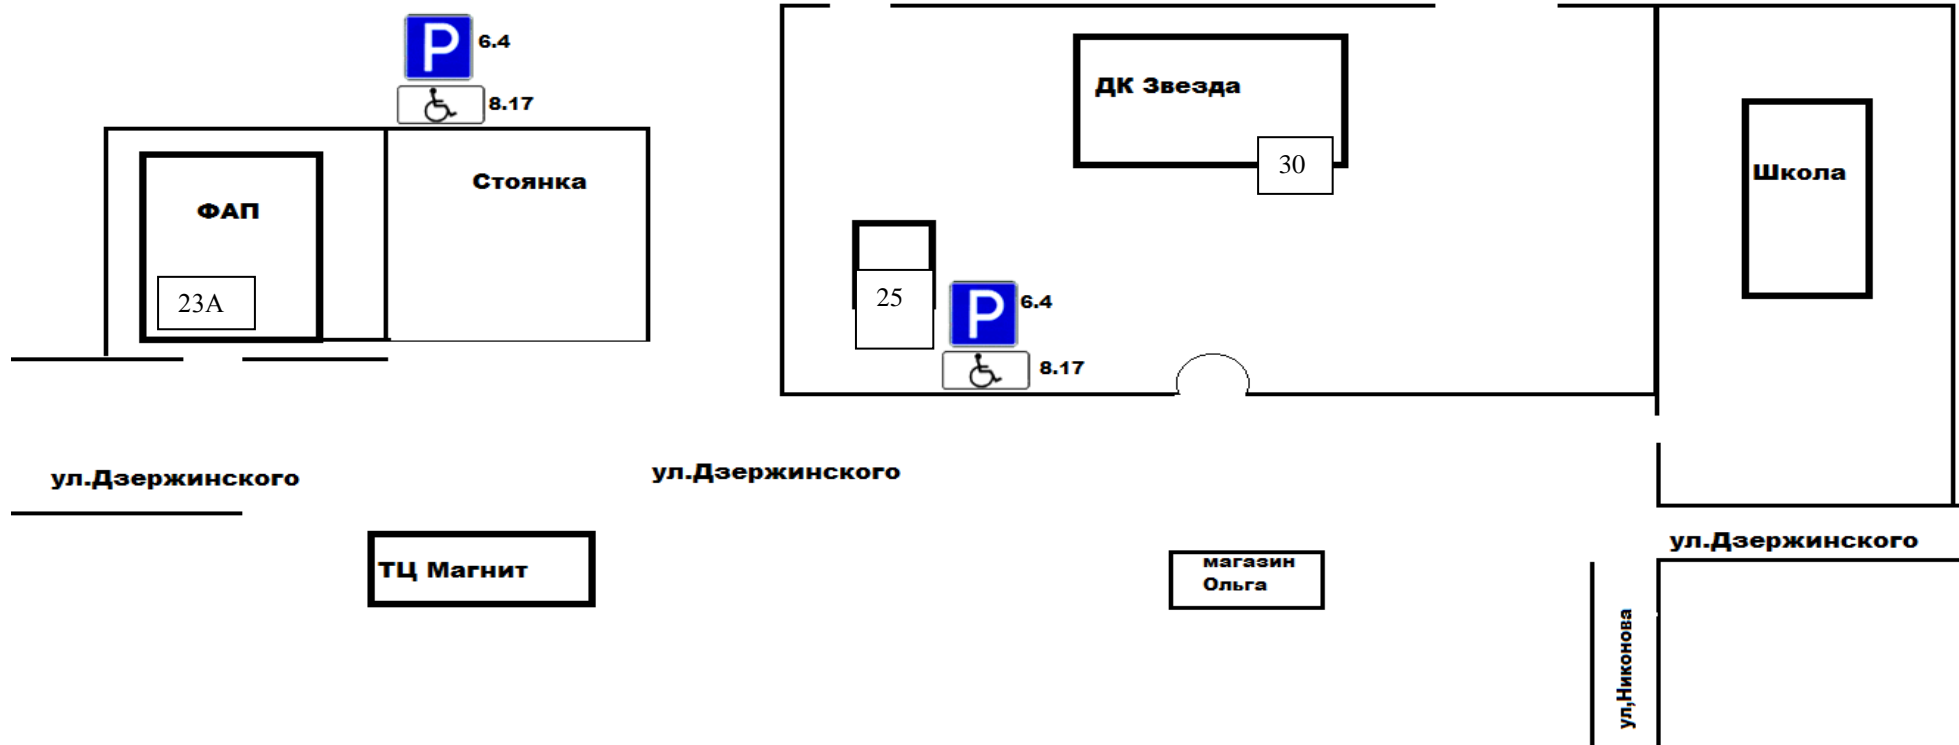 P 6.4
8.17
ДК Звезда
30
Школа
Стоянка
ФАП
23А
25
P 6.4
8.17
ул.Дзержинского
ул.Дзержинского
ул.Дзержинского
ТЦ Магнит
магазин
Ольга
ул,Никонова